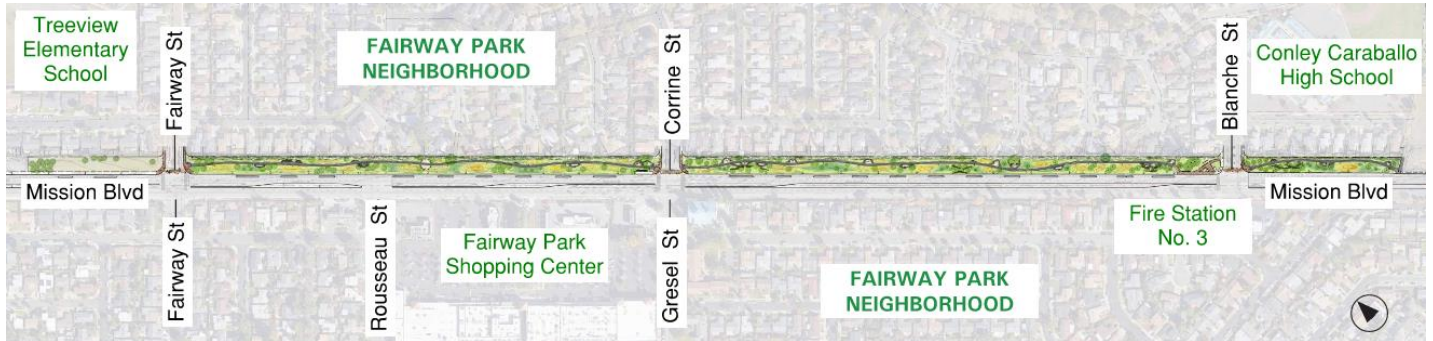 Treeview
Elementary
School
Fairway St
FAIRWAY PARK
NEIGHBORHOOD
Corrine St
Blanche St
Conley Caraballo
High School
Mission Blvd
Mission Blvd
Fairway St
Rousseau St
Fairway Park
Shopping Center
Gresel St
FAIRWAY PARK
NEIGHBORHOOD
Fire Station
No. 3